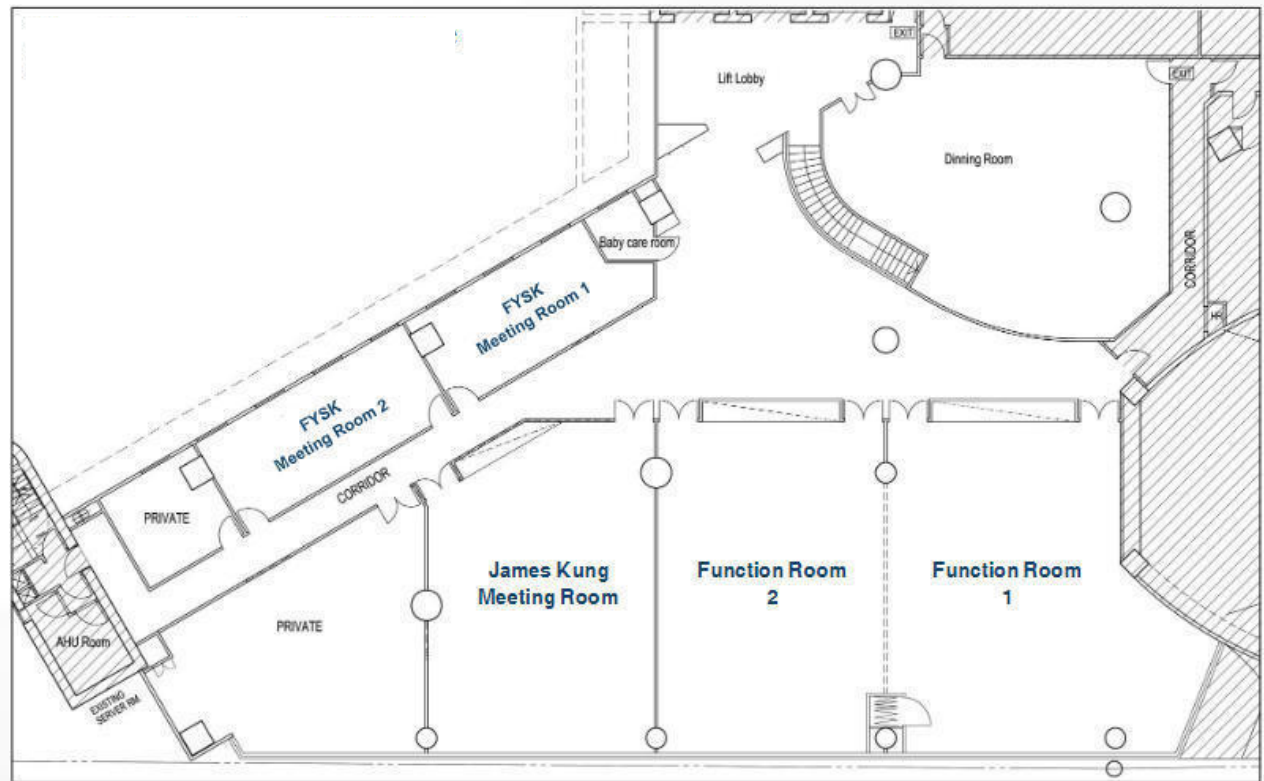 EXIT
Lift Lobby
EXIT
Dinning Room
CORRIDOR
Baby care room
FYSK
Meeting Room 1
FYSK
Meeting Room 2
CORRIDOR
PRIVATE
James Kung
Meeting Room
Function Room
2
Function Room
1
PRIVATE
AHU Room
EXISTING
SERVER RM.